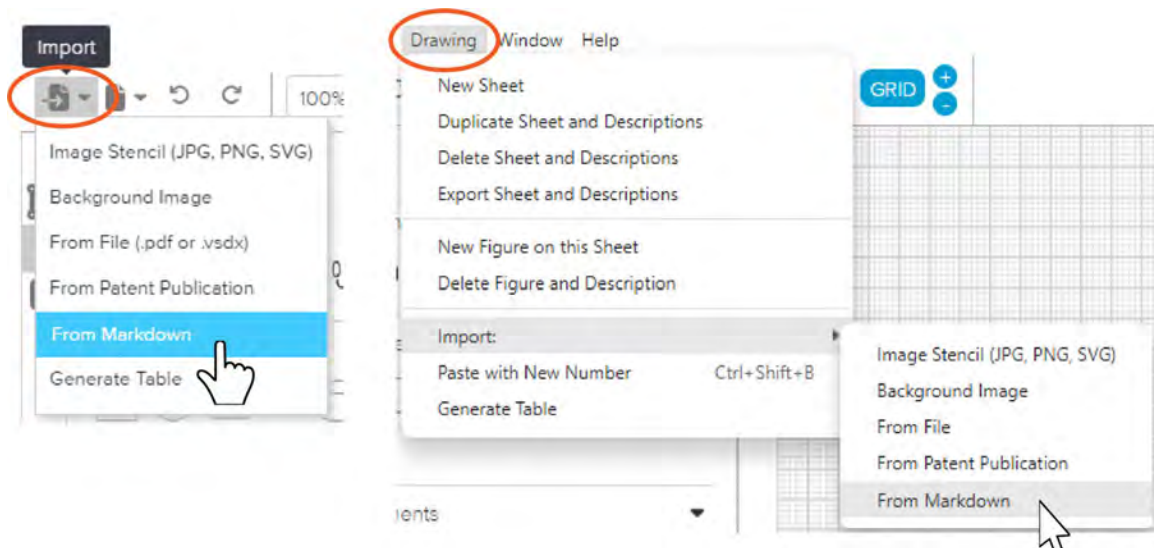 Import
100%
Image Stencil (JPG, PNG, SVG)
Background Image
From File (.pdf or .vsdx)
From Patent Publication
From Markdown
Generate Table
Drawing Window Help
New Sheet
Duplicate Sheet and Descriptions
Delete Sheet and Descriptions
Export Sheet and Descriptions
New Figure on this Sheet
Delete Figure and Description
Import:
Paste with New Number Ctrl+Shift+B
Generate Table
GRID
+
-
Image Stencil (JPG, PNG, SVG)
Background Image
From File
From Patent Publication
From Markdown
ents